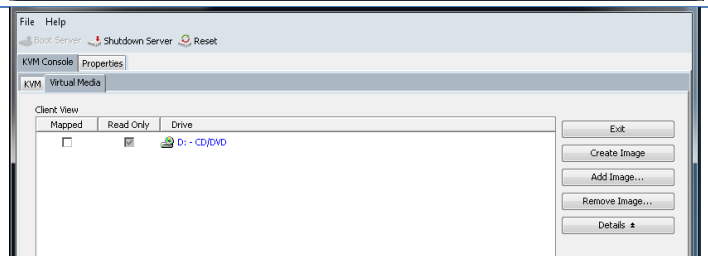 File Help
Boot Server Shutdown Server Reset
KVM Console Properties
KVM Virtual Media
Client View
Mapped Read Only Drive
D: - CD/DVD
Exit
Create Image
Add Image...
Remove Image...
Details